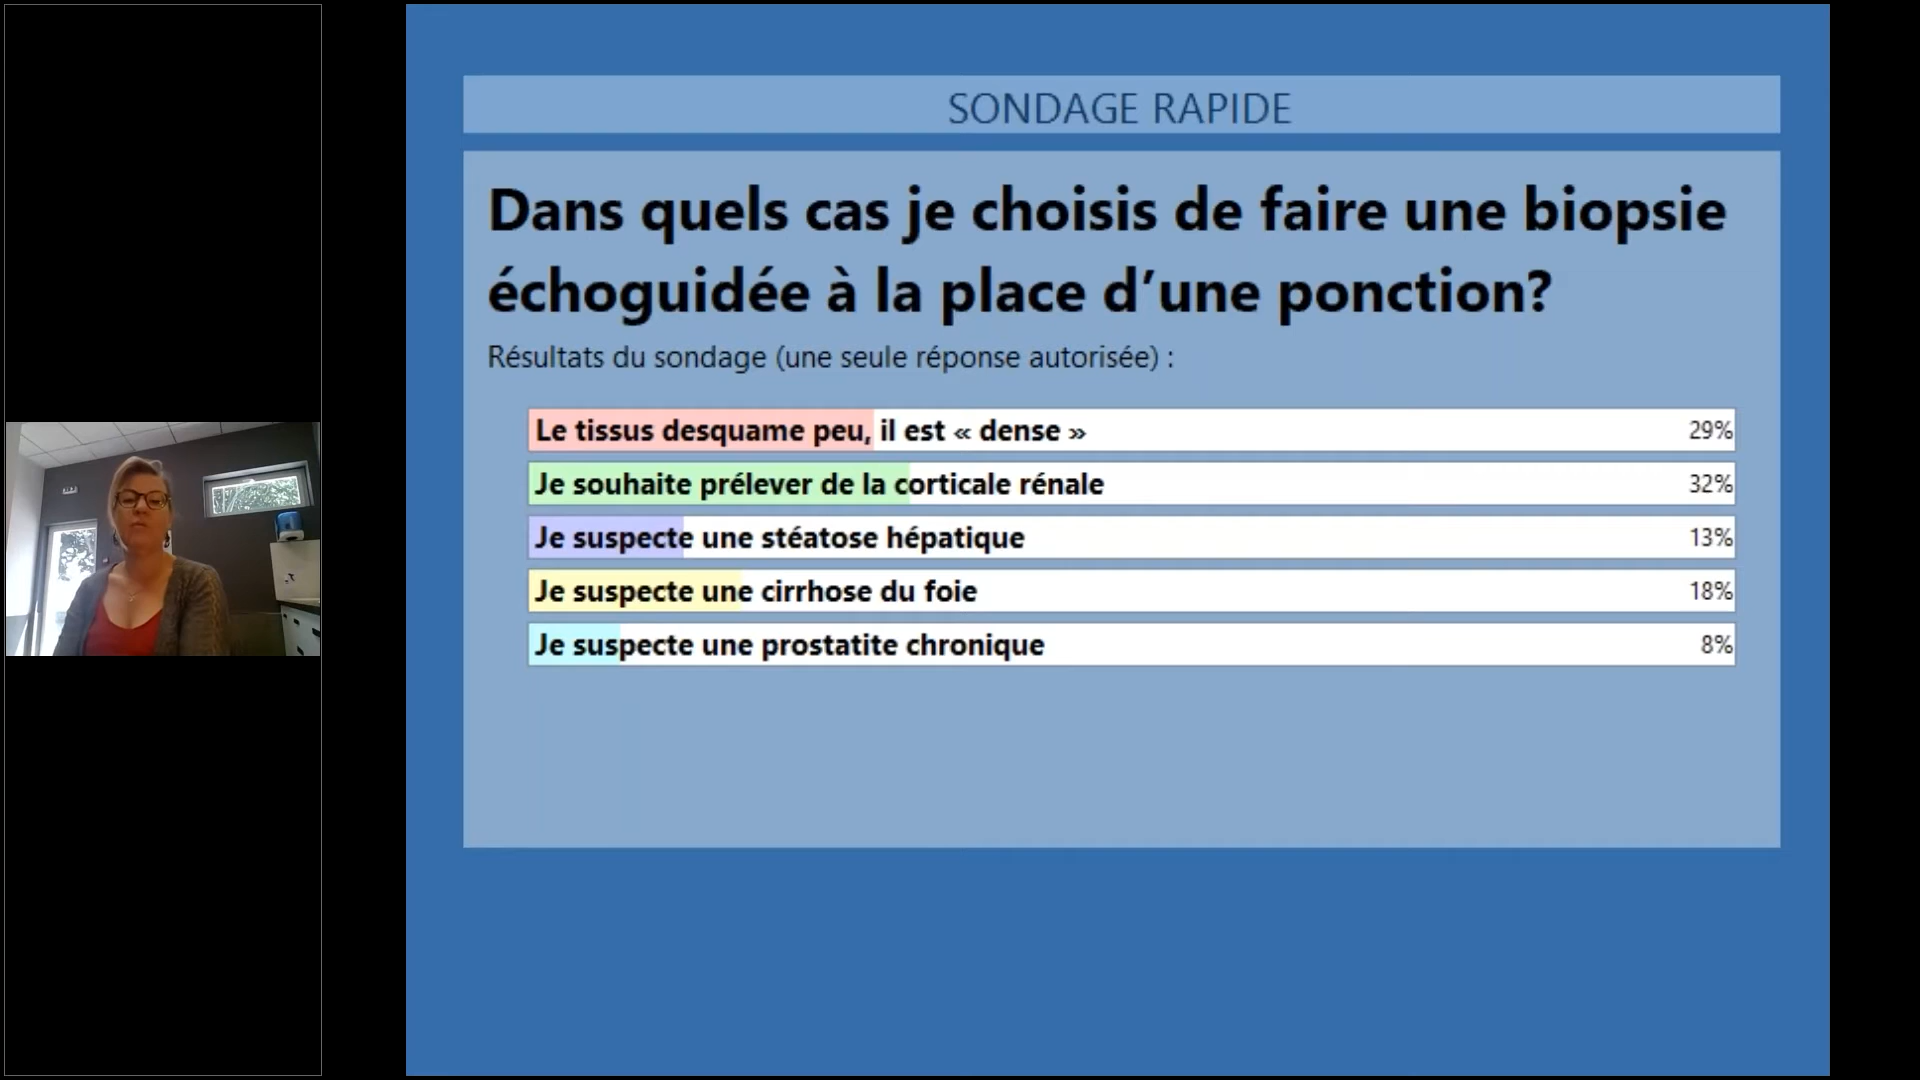 SONDAGE RAPIDE
Dans quels cas je choisis de faire une biopsie
échoguidée à la place d’une ponction?
Résultats du sondage (une seule réponse autorisée) :
Le tissus desquame peu, il est « dense » 29%
Je souhaite prélever de la corticale rénale 32%
Je suspecte une stéatose hépatique 13%
Je suspecte une cirrhose du foie 18%
Je suspecte une prostatite chronique 8%